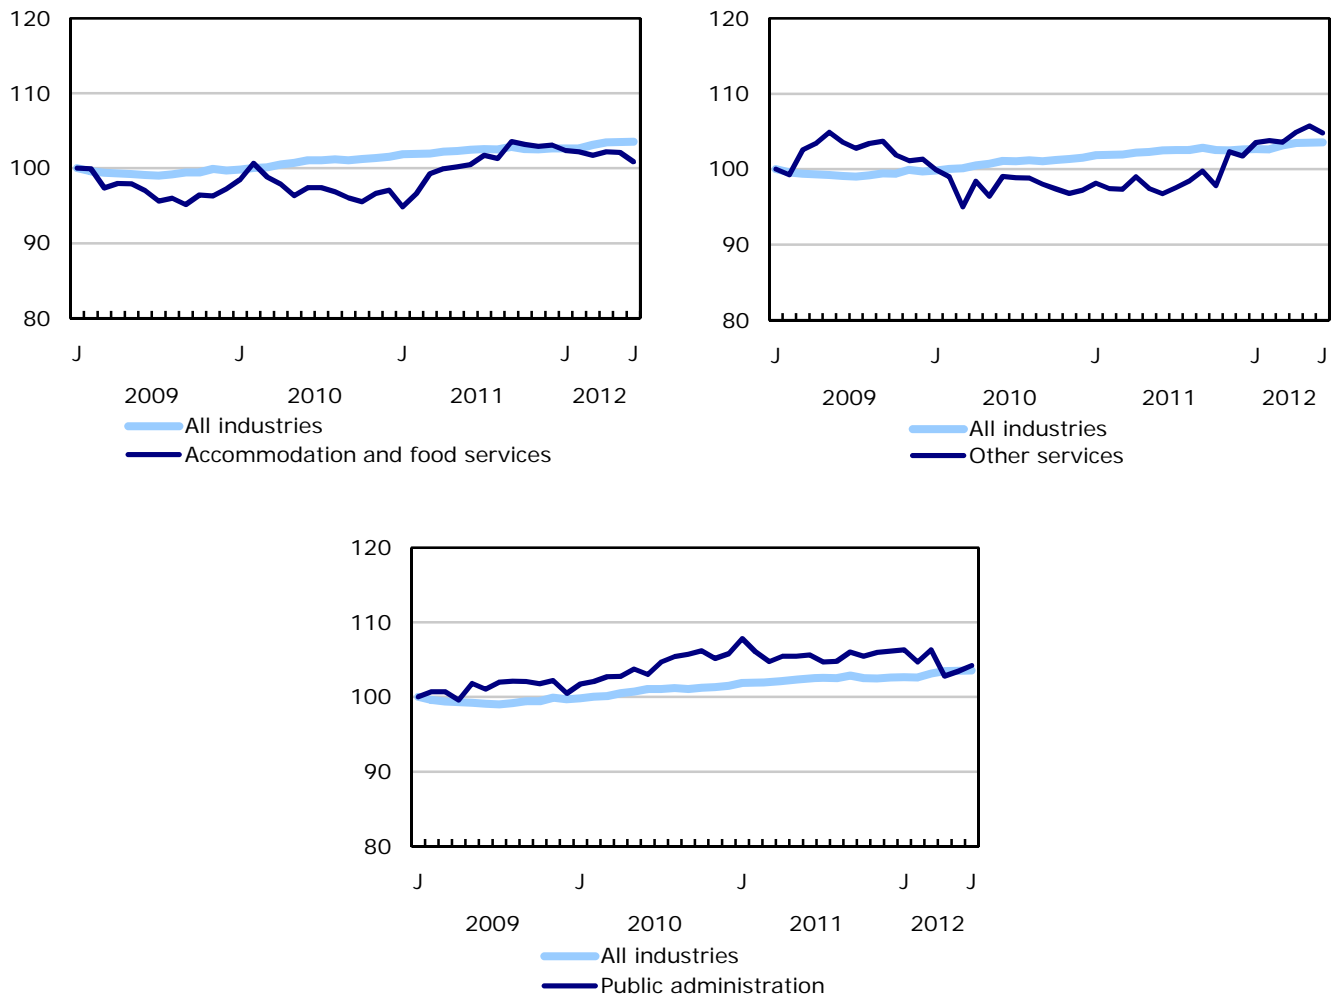 120
110
100
90
80
J J J J J
2009 2010 2011 2012
All industries
Accommodation and food services
120
110
100
90
80
J J J J J
2009 2010 2011 2012
All industries
Other services
120
110
100
90
80
J J J J J
2009 2010 2011 2012
All industries
Public administration